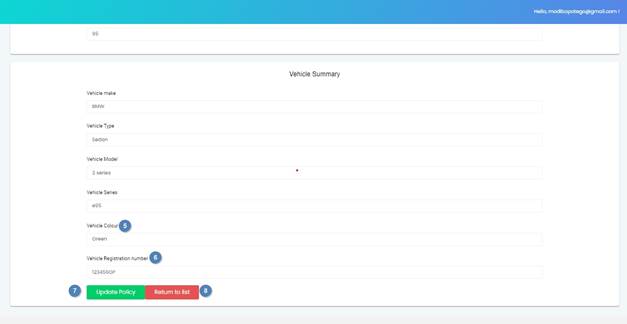 Hello, modibopotego@gmail.com !
95
Vehicle Summary
Vehicle make
BMW
Vehicle Type
Sedan
Vehicle Model
3 series
Vehicle Series
e95
Vehicle Colour 5
Green
Vehicle Registration number 6
123456GP
7 Update Policy Return to list 8